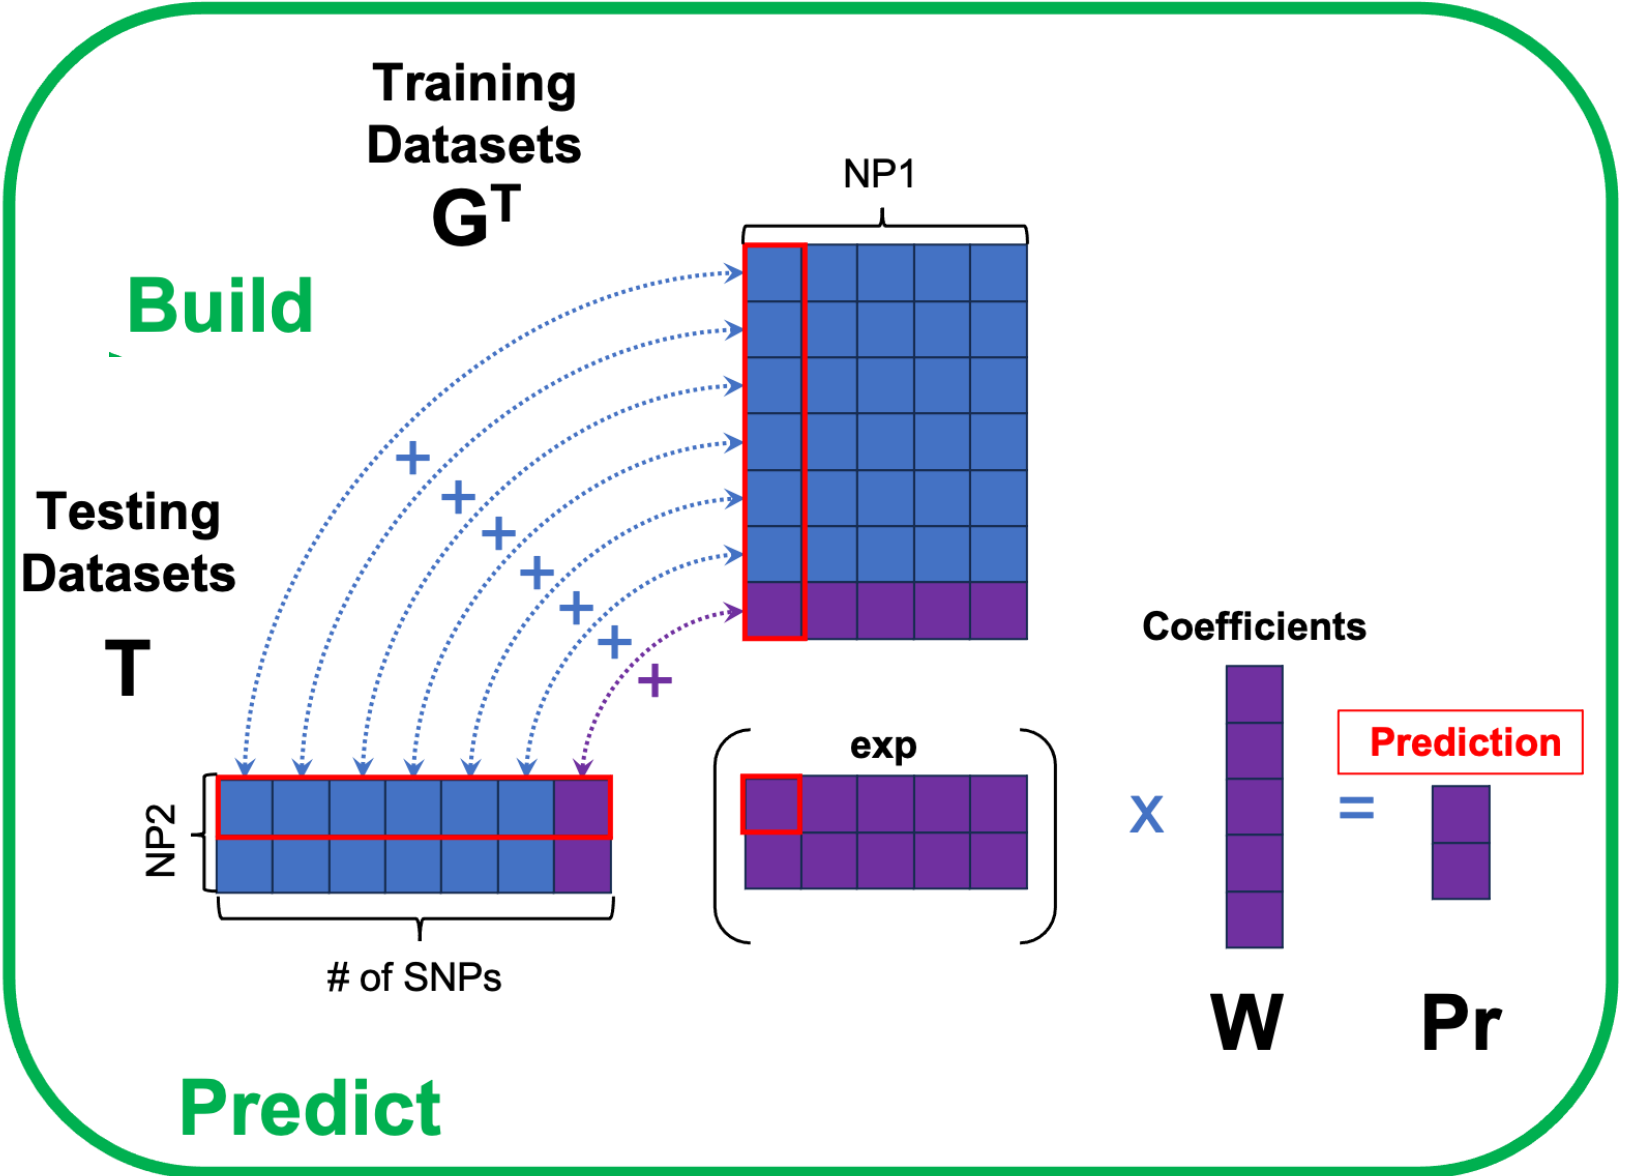 Training
Datasets
G^T
NP1
Build
Testing
Datasets
T
+
+
+
+
+
+
+
Coefficients
exp
Prediction
NP2
x
=
# of SNPs
W
Pr
Predict